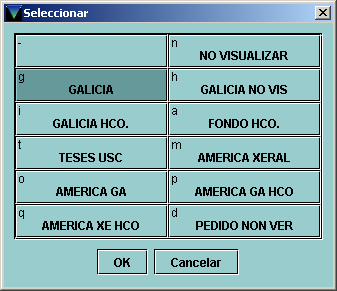 Seleccionar
-
n
NO VISUALIZAR
g
GALICIA
h
GALICIA NO VIS
i
GALICIA HCO.
a
FONDO HCO.
t
TESES USC
m
AMERICA XERAL
o
AMERICA GA
p
AMERICA GA HCO
q
AMERICA XE HCO
d
PEDIDO NON VER
OK
Cancelar